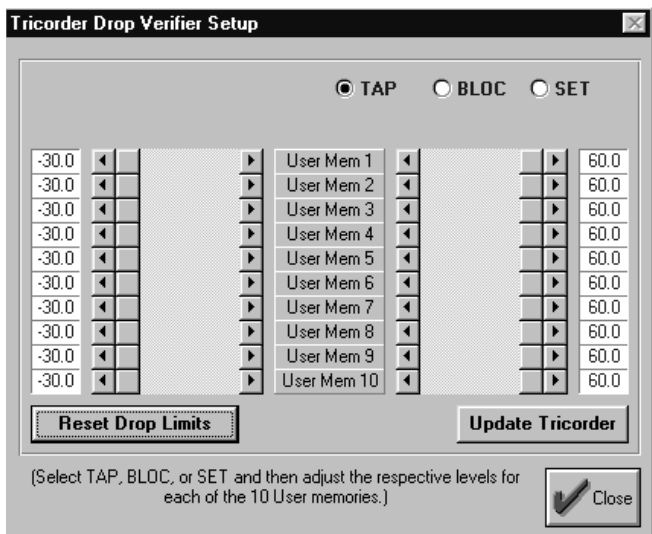 Tricorder Drop Verifier Setup
TAP BLOC SET
-30.0 User Mem 1 60.0
-30.0 User Mem 2 60.0
-30.0 User Mem 3 60.0
-30.0 User Mem 4 60.0
-30.0 User Mem 5 60.0
-30.0 User Mem 6 60.0
-30.0 User Mem 7 60.0
-30.0 User Mem 8 60.0
-30.0 User Mem 9 60.0
-30.0 User Mem 10 60.0
Reset Drop Limits Update Tricorder
(Select TAP, BLOC, or SET and then adjust the respective levels for
each of the 10 User memories.)
Close